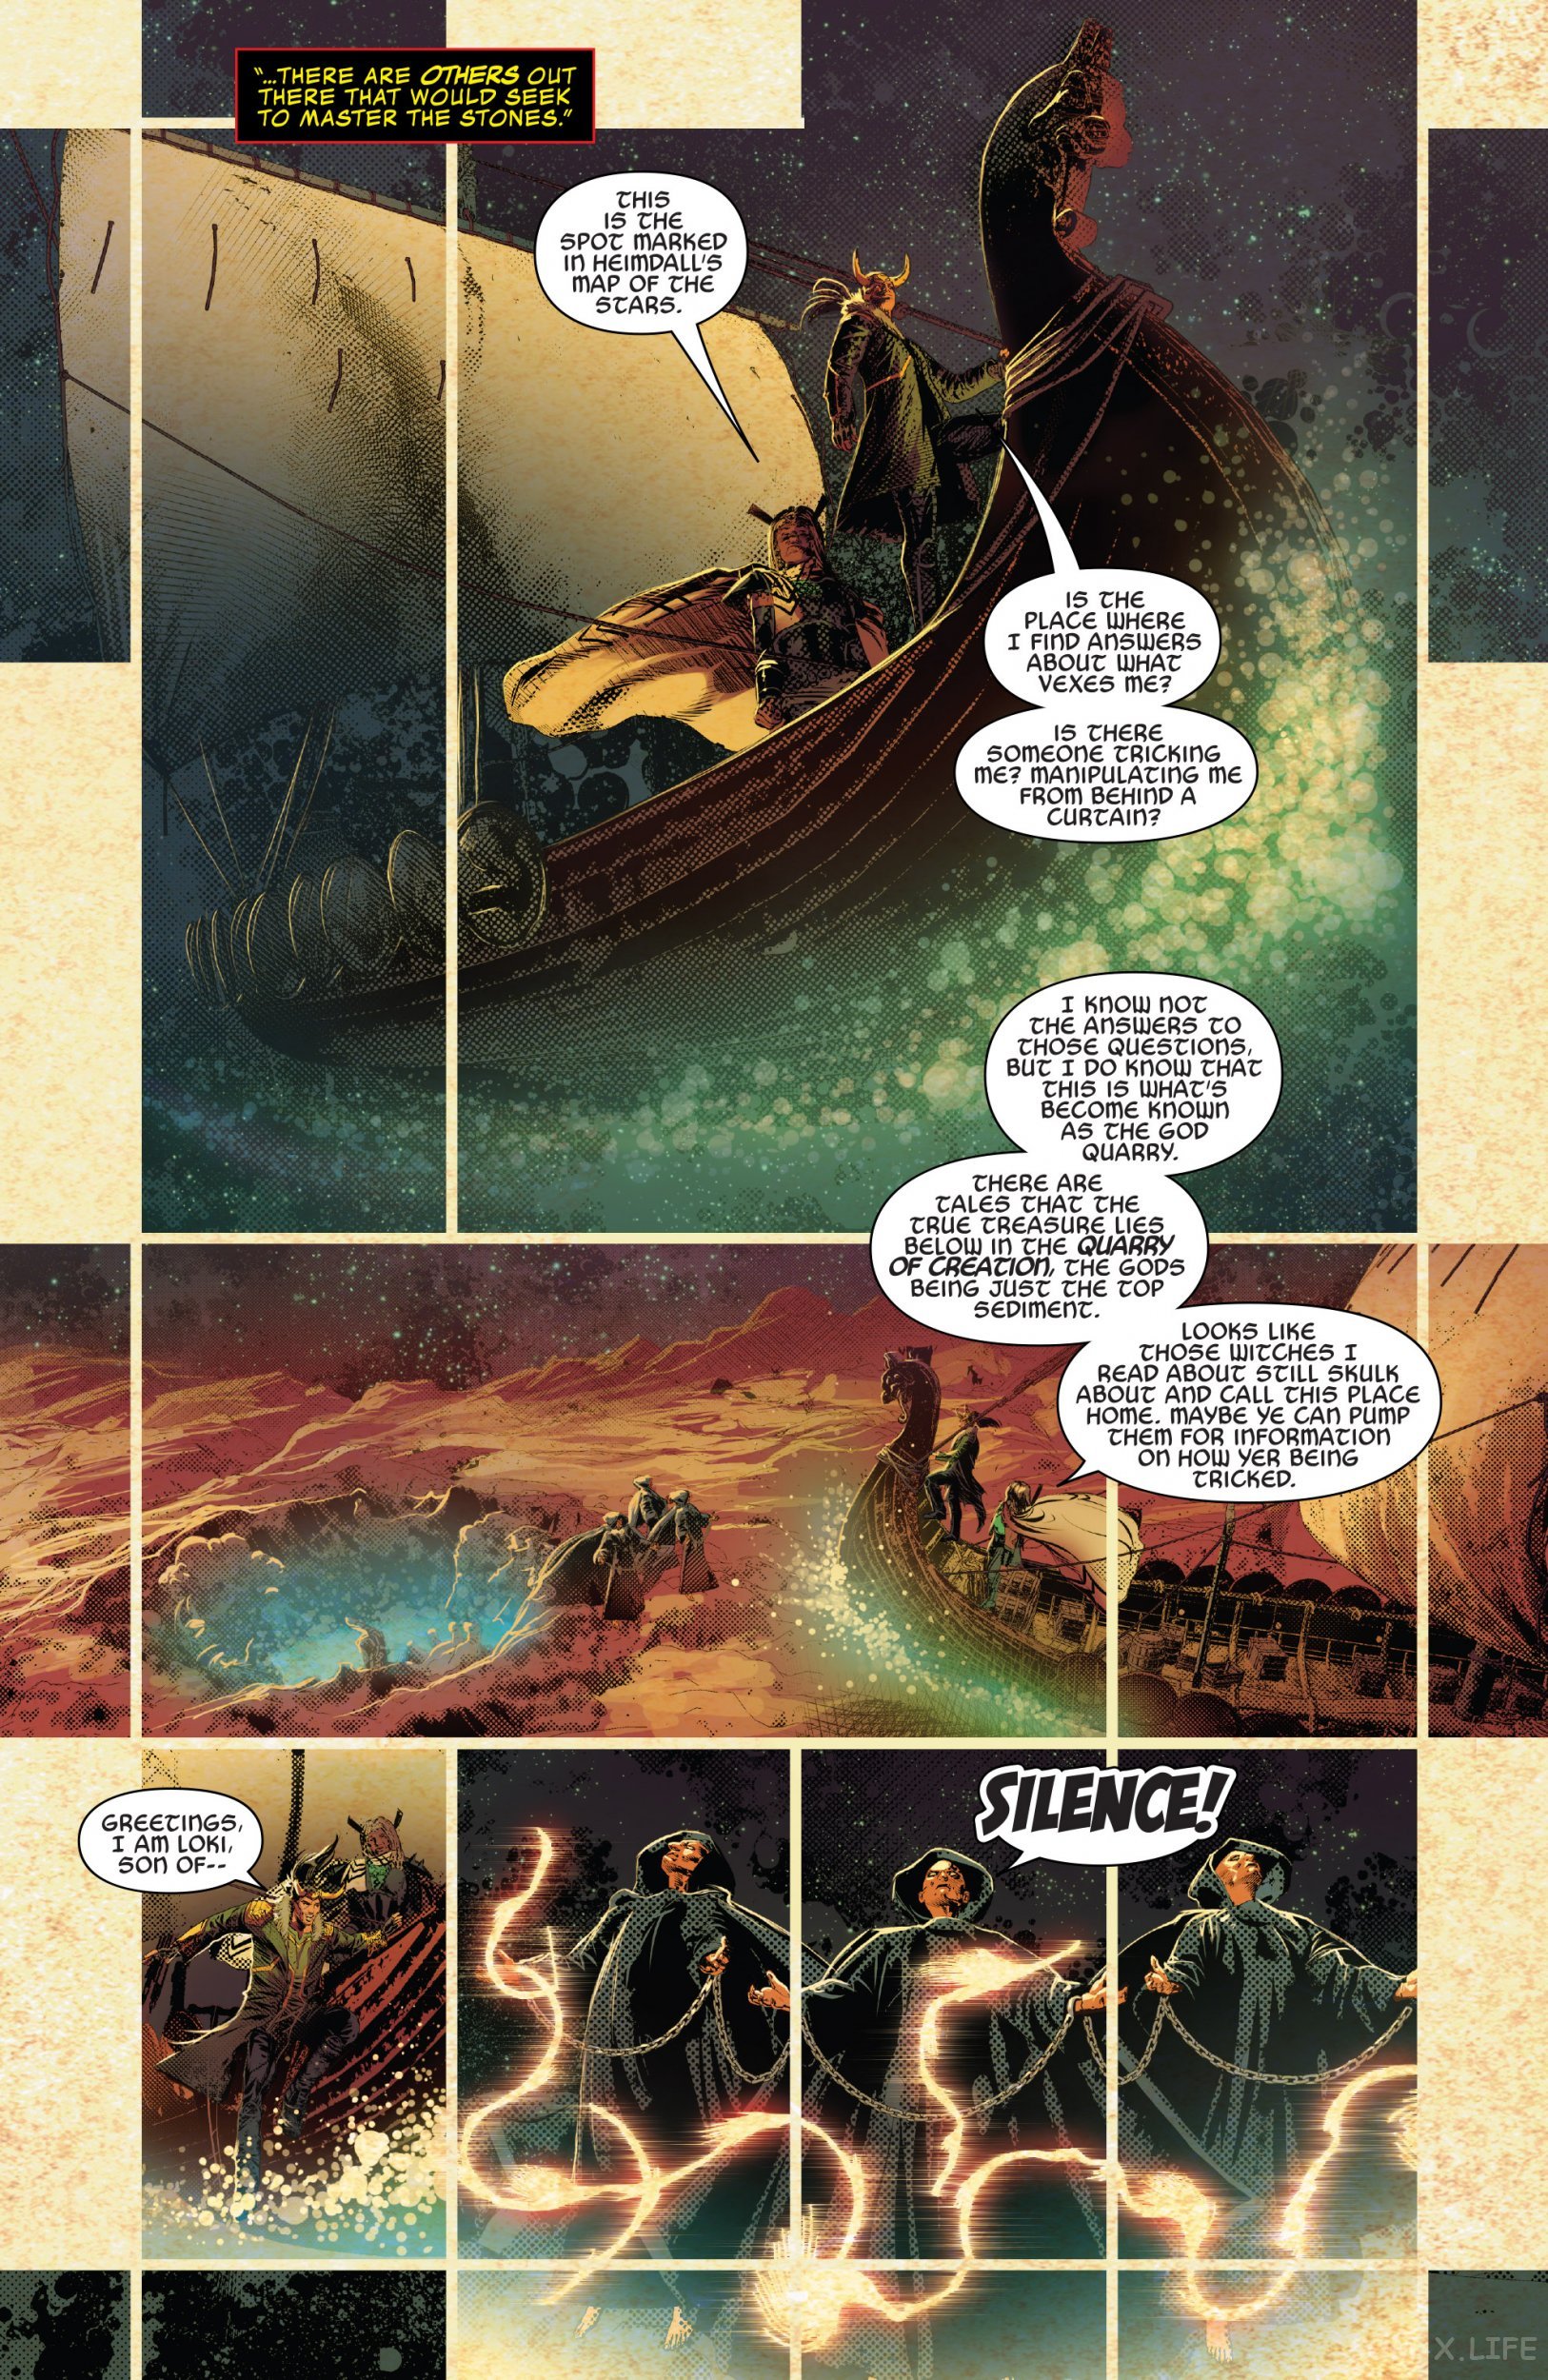 "...THERE ARE OTHERS OUT
THERE THAT WOULD SEEK
TO MASTER THE STONES."
THIS
IS THE
SPOT MARKED
IN HEIMDALL'S
MAP OF THE
STARS.
IS THE
PLACE WHERE
I FIND ANSWERS
ABOUT WHAT
VEXES ME?
IS THERE
SOMEONE TRICKING
ME? MANIPULATING ME
FROM BEHIND A
CURTAIN?
I KNOW NOT
THE ANSWERS TO
THOSE QUESTIONS,
BUT I DO KNOW THAT
THIS IS WHAT'S
BECOME KNOWN
AS THE GOD
QUARRY.
THERE ARE
TALES THAT THE
TRUE TREASURE LIES
BELOW IN THE QUARRY
OF CREATION, THE GODS
BEING JUST THE TOP
SEDIMENT.
LOOKS LIKE
THOSE WITCHES I
READ ABOUT STILL SKULK
ABOUT AND CALL THIS PLACE
HOME. MAYBE YE CAN PUMP
THEM FOR INFORMATION
ON HOW YER BEING
TRICKED.
GREETINGS,
I AM LOKI,
SON OF--
SILENCE!
X.LIFE